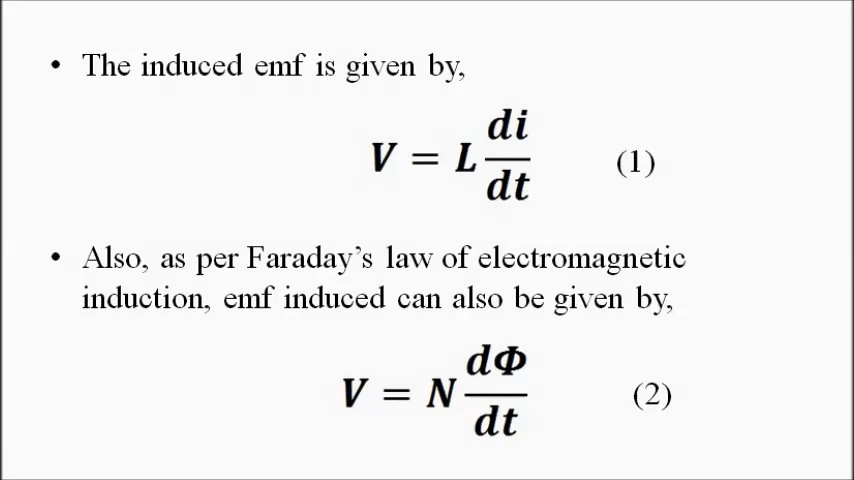 • The induced emf is given by,
V = L di/dt (1)
• Also, as per Faraday's law of electromagnetic
induction, emf induced can also be given by,
V = N dΦ/dt (2)